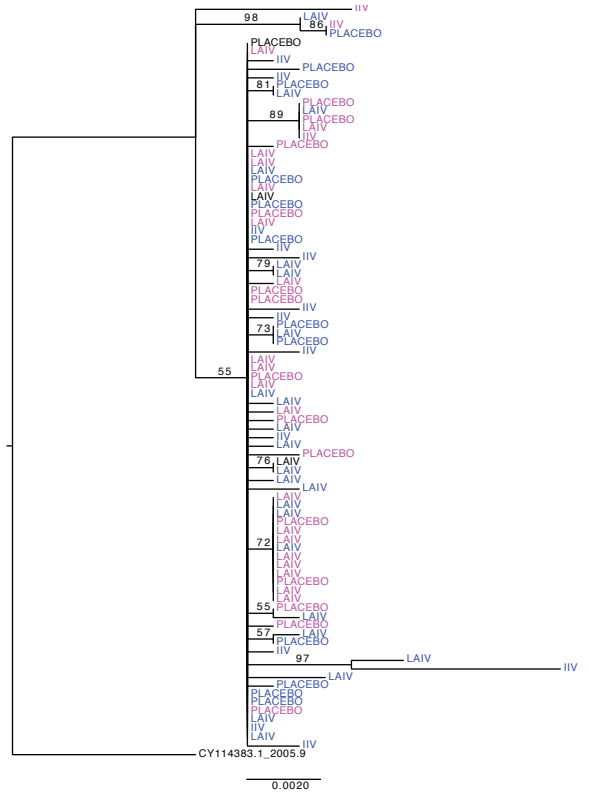 IIV
98 LAIV
86 IIV
PLACEBO
PLACEBO
LAIV
IIV
PLACEBO
IIV
81 PLACEBO
LAIV
PLACEBO
LAIV
89 PLACEBO
LAIV
IIV
PLACEBO
LAIV
LAIV
LAIV
PLACEBO
LAIV
LAIV
PLACEBO
PLACEBO
LAIV
IIV
PLACEBO
IIV
IIV
79 LAIV
LAIV
LAIV
PLACEBO
PLACEBO
IIV
IIV
PLACEBO
73 LAIV
PLACEBO
IIV
LAIV
LAIV
55 PLACEBO
LAIV
LAIV
LAIV
LAIV
PLACEBO
LAIV
IIV
LAIV
PLACEBO
76 LAIV
LAIV
LAIV
LAIV
LAIV
LAIV
LAIV
PLACEBO
LAIV
LAIV
72 LAIV
LAIV
LAIV
LAIV
PLACEBO
LAIV
LAIV
55 PLACEBO
LAIV
PLACEBO
57 LAIV
PLACEBO
IIV
97 LAIV
IIV
LAIV
PLACEBO
PLACEBO
PLACEBO
PLACEBO
LAIV
IIV
LAIV
IIV
CY114383.1_2005.9
0.0020